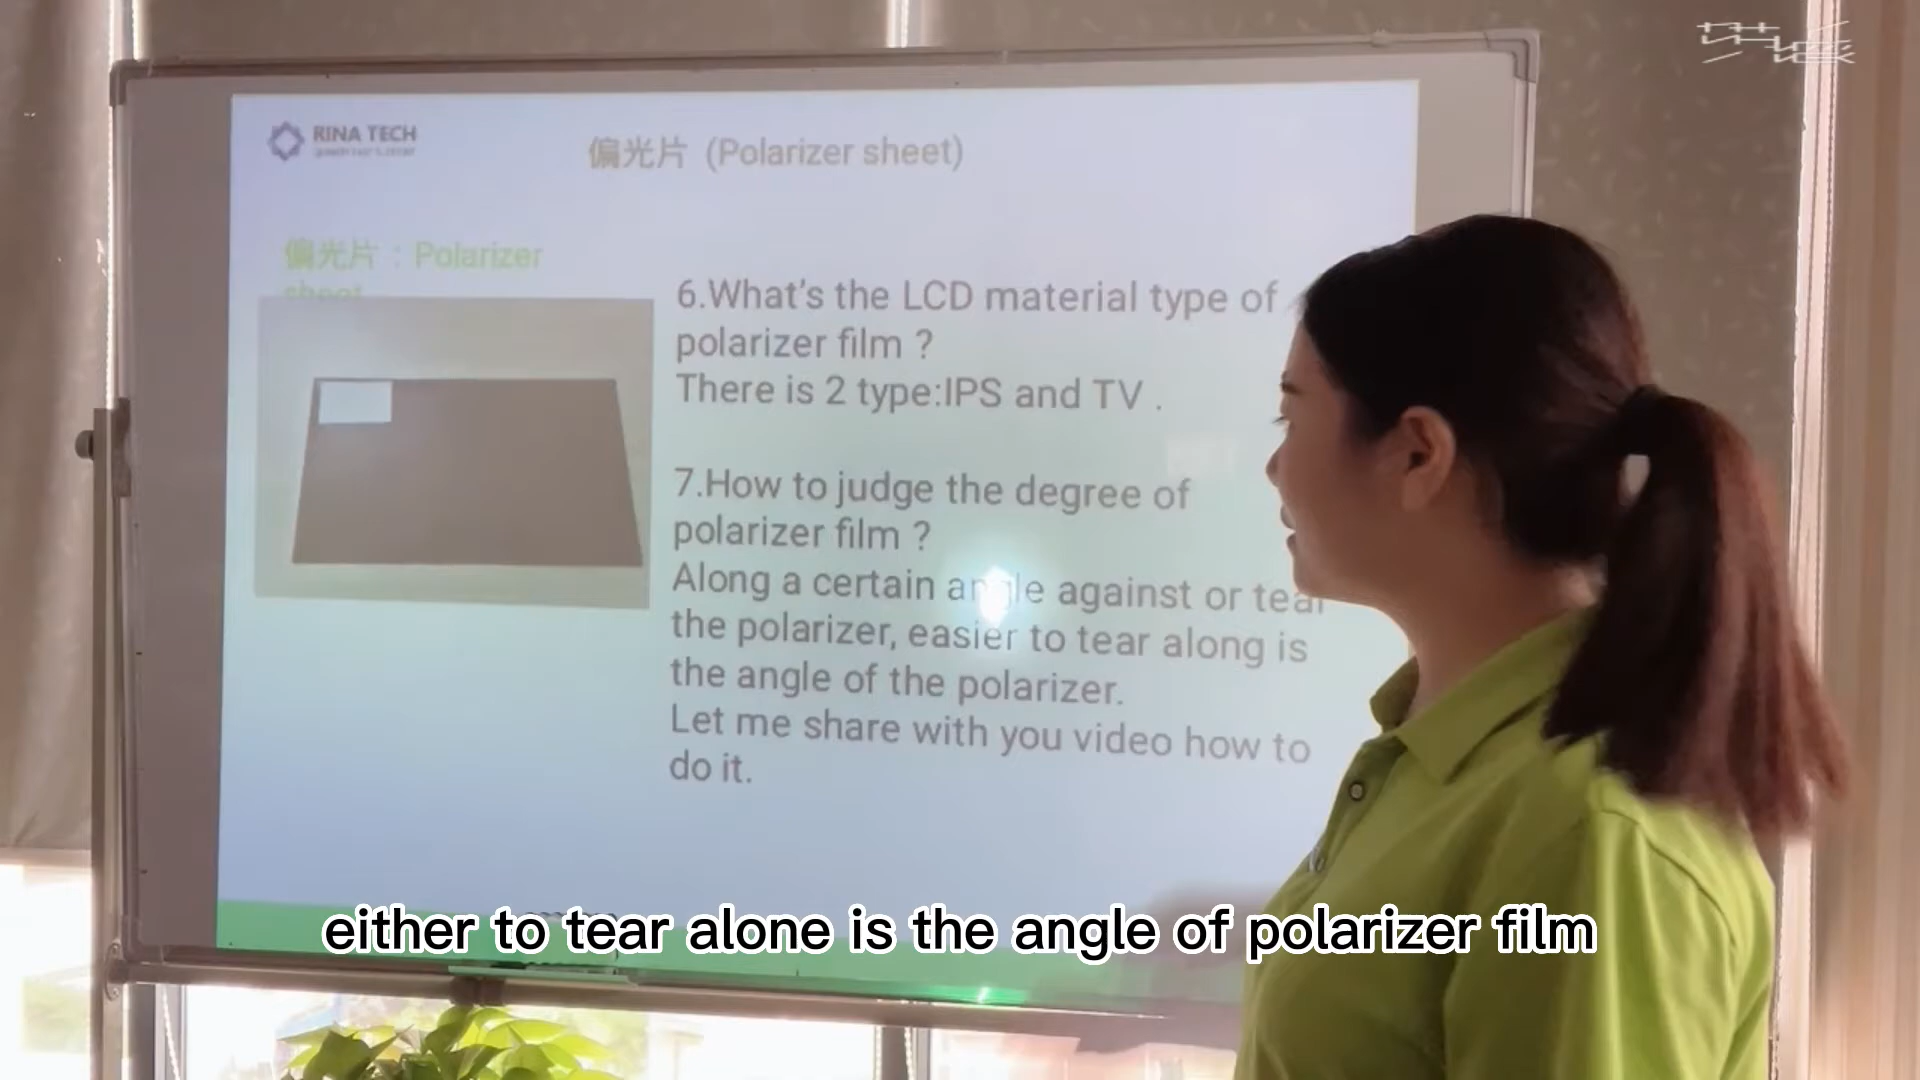 RINA TECH
偏光片 (Polarizer sheet)
偏光片：Polarizer
sheet
6.What's the LCD material type of
polarizer film ?
There is 2 type:IPS and TV .
7.How to judge the degree of
polarizer film ?
Along a certain angle against or tear
the polarizer, easier to tear along is
the angle of the polarizer.
Let me share with you video how to
do it.
either to tear alone is the angle of polarizer film